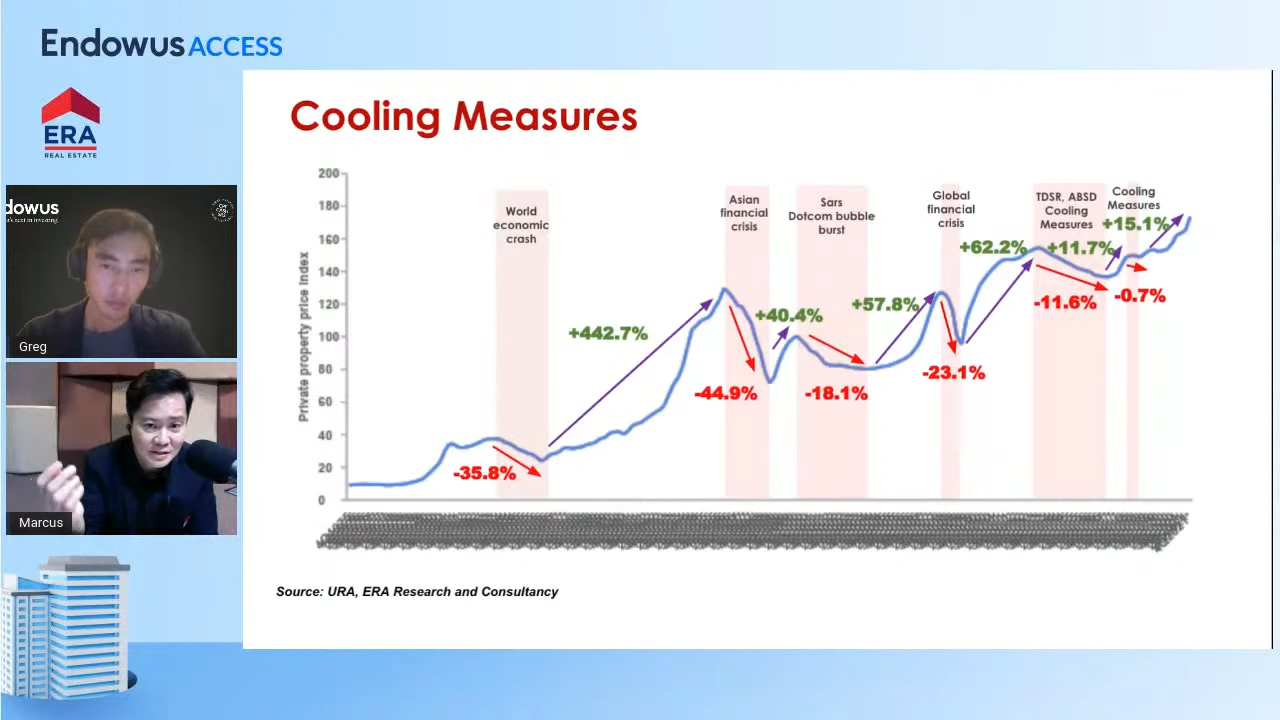 Endowus ACCESS
ERA
REAL ESTATE
dowus
Greg
Marcus
Cooling Measures
Private property price index
200
180
160
140
120
100
80
60
40
20
0
World
economic
crash
Asian
financial
crisis
Sars
Dotcom bubble
burst
Global
financial
crisis
TDSR, ABSD
Cooling
Measures
Cooling
Measures
-35.8%
+442.7%
-44.9%
+40.4%
-18.1%
+57.8%
-23.1%
+62.2%
-11.6%
+11.7%
-0.7%
+15.1%
Source: URA, ERA Research and Consultancy